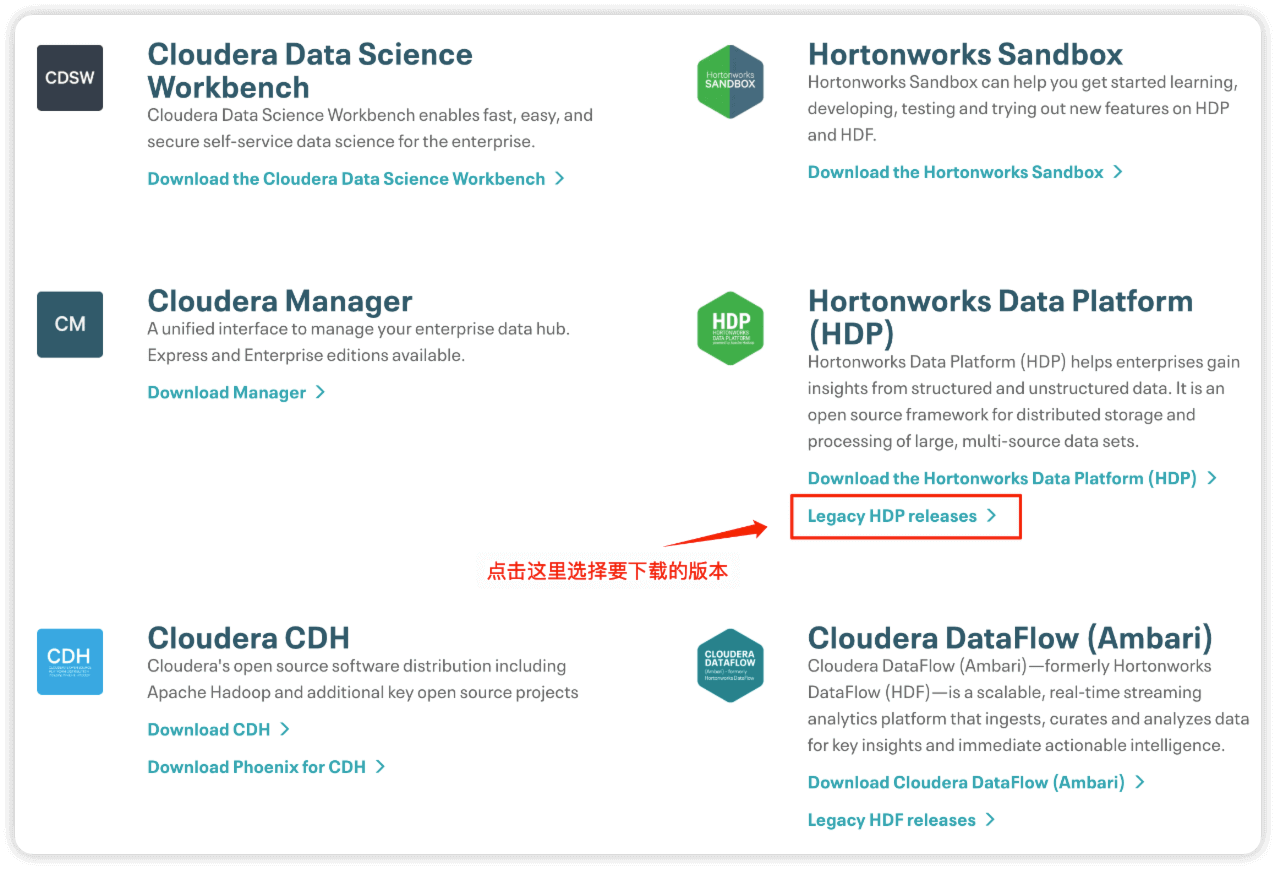 CDSW
Cloudera Data Science
Workbench
Cloudera Data Science Workbench enables fast, easy, and
secure self-service data science for the enterprise.
Download the Cloudera Data Science Workbench >
Hortonworks
SANDBOX
Hortonworks Sandbox
Hortonworks Sandbox can help you get started learning,
developing, testing and trying out new features on HDP
and HDF.
Download the Hortonworks Sandbox >
CM
Cloudera Manager
A unified interface to manage your enterprise data hub.
Express and Enterprise editions available.
Download Manager >
HDP
HORTONWORKS
DATA PLATFORM
Hortonworks Data Platform
(HDP)
Hortonworks Data Platform (HDP) helps enterprises gain
insights from structured and unstructured data. It is an
open source framework for distributed storage and
processing of large, multi-source data sets.
Download the Hortonworks Data Platform (HDP) >
Legacy HDP releases >
点击这里选择要下载的版本
CDH
Cloudera CDH
Cloudera's open source software distribution including
Apache Hadoop and additional key open source projects
Download CDH >
Download Phoenix for CDH >
CLOUDERA
DATAFLOW
(Ambari) - formerly
Hortonworks DataFlow
Cloudera DataFlow (Ambari)
Cloudera DataFlow (Ambari)—formerly Hortonworks
DataFlow (HDF)—is a scalable, real-time streaming
analytics platform that ingests, curates and analyzes data
for key insights and immediate actionable intelligence.
Download Cloudera DataFlow (Ambari) >
Legacy HDF releases >